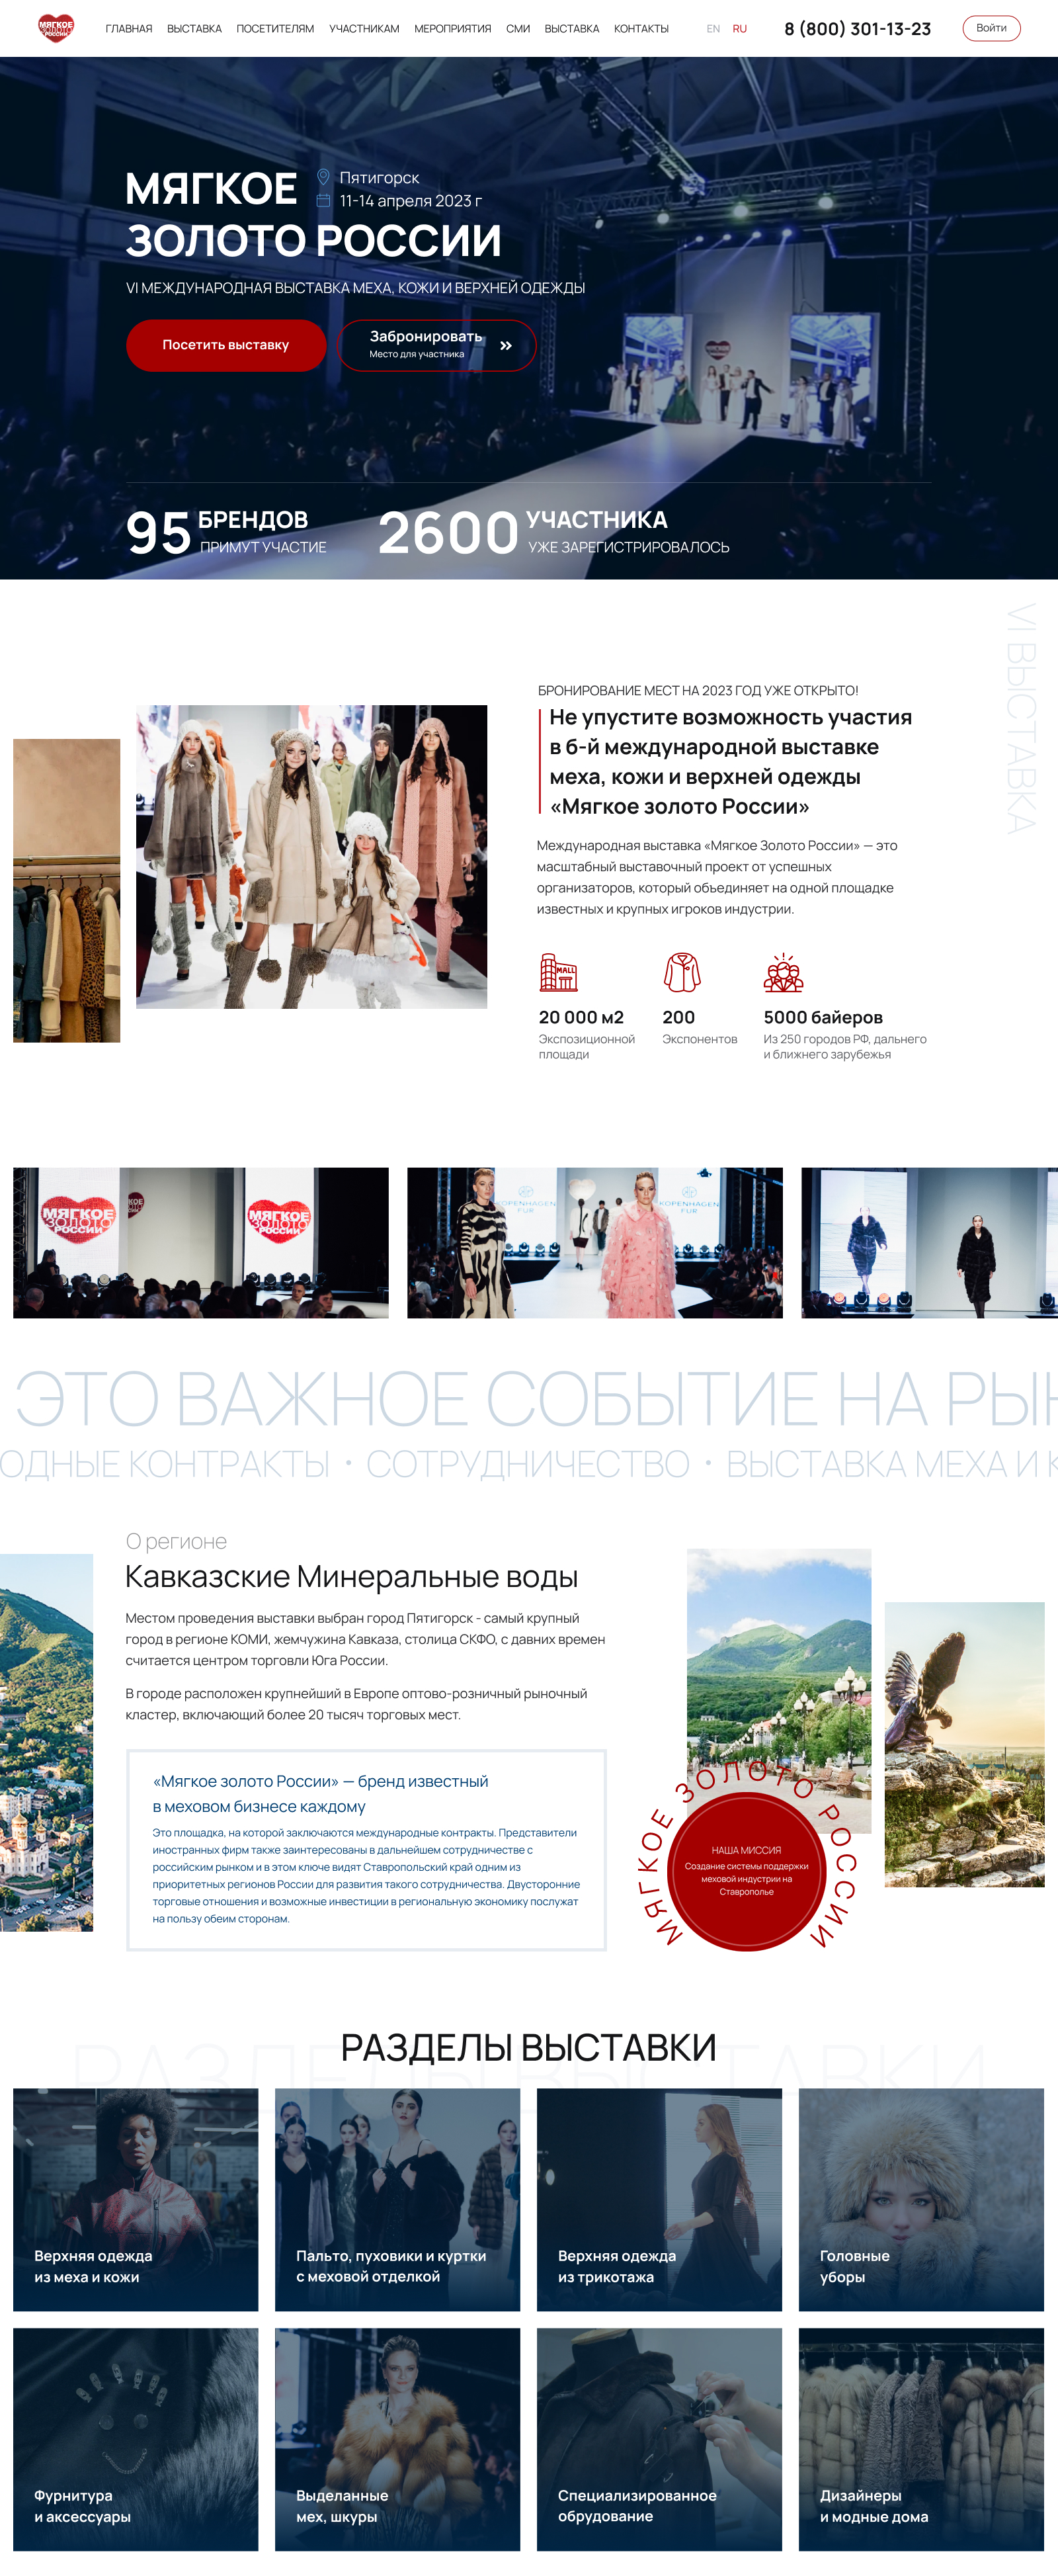 МЯГКОЕ
ЗОЛОТО
РОССИИ
ГЛАВНАЯ ВЫСТАВКА ПОСЕТИТЕЛЯМ УЧАСТНИКАМ МЕРОПРИЯТИЯ СМИ ВЫСТАВКА КОНТАКТЫ EN RU 8 (800) 301-13-23 Войти
МЯГКОЕ
Пятигорск
11-14 апреля 2023 г
ЗОЛОТО РОССИИ
VI МЕЖДУНАРОДНАЯ ВЫСТАВКА МЕХА, КОЖИ И ВЕРХНЕЙ ОДЕЖДЫ
Посетить выставку
Забронировать
Место для участника
95 БРЕНДОВ
ПРИМУТ УЧАСТИЕ
2600 УЧАСТНИКА
УЖЕ ЗАРЕГИСТРИРОВАЛОСЬ
VI ВЫСТАВКА
БРОНИРОВАНИЕ МЕСТ НА 2023 ГОД УЖЕ ОТКРЫТО!
Не упустите возможность участия
в 6-й международной выставке
меха, кожи и верхней одежды
«Мягкое золото России»
Международная выставка «Мягкое Золото России» — это
масштабный выставочный проект от успешных
организаторов, который объединяет на одной площадке
известных и крупных игроков индустрии.
MALL
20 000 м2
Экспозиционной
площади
200
Экспонентов
5000 байеров
Из 250 городов РФ, дальнего
и ближнего зарубежья
МЯГКОЕ
ЗОЛОТО
РОССИИ
МЯГКОЕ
ЗОЛОТО
РОССИИ
KOPENHAGEN
FUR
KOPENHAGEN
FUR
ЭТО ВАЖНОЕ СОБЫТИЕ НА РЫН
ОДНЫЕ КОНТРАКТЫ • СОТРУДНИЧЕСТВО • ВЫСТАВКА МЕХА И К
О регионе
Кавказские Минеральные воды
Местом проведения выставки выбран город Пятигорск - самый крупный
город в регионе КОМИ, жемчужина Кавказа, столица СКФО, с давних времен
считается центром торговли Юга России.
В городе расположен крупнейший в Европе оптово-розничный рыночный
кластер, включающий более 20 тысяч торговых мест.
«Мягкое золото России» — бренд известный
в меховом бизнесе каждому
Это площадка, на которой заключаются международные контракты. Представители
иностранных фирм также заинтересованы в дальнейшем сотрудничестве с
российским рынком и в этом ключе видят Ставропольский край одним из
приоритетных регионов России для развития такого сотрудничества. Двусторонние
торговые отношения и возможные инвестиции в региональную экономику послужат
на пользу обеим сторонам.
МЯГКОЕ ЗОЛОТО РОССИИ
НАША МИССИЯ
Создание системы поддержки
меховой индустрии на
Ставрополье
РАЗДЕЛЫ ВЫСТАВКИ
РАЗДЕЛЫ ВЫСТАВКИ
Верхняя одежда
из меха и кожи
Пальто, пуховики и куртки
с меховой отделкой
Верхняя одежда
из трикотажа
Головные
уборы
Фурнитура
и аксессуары
Выделанные
мех, шкуры
Специализированное
обрудование
Дизайнеры
и модные дома